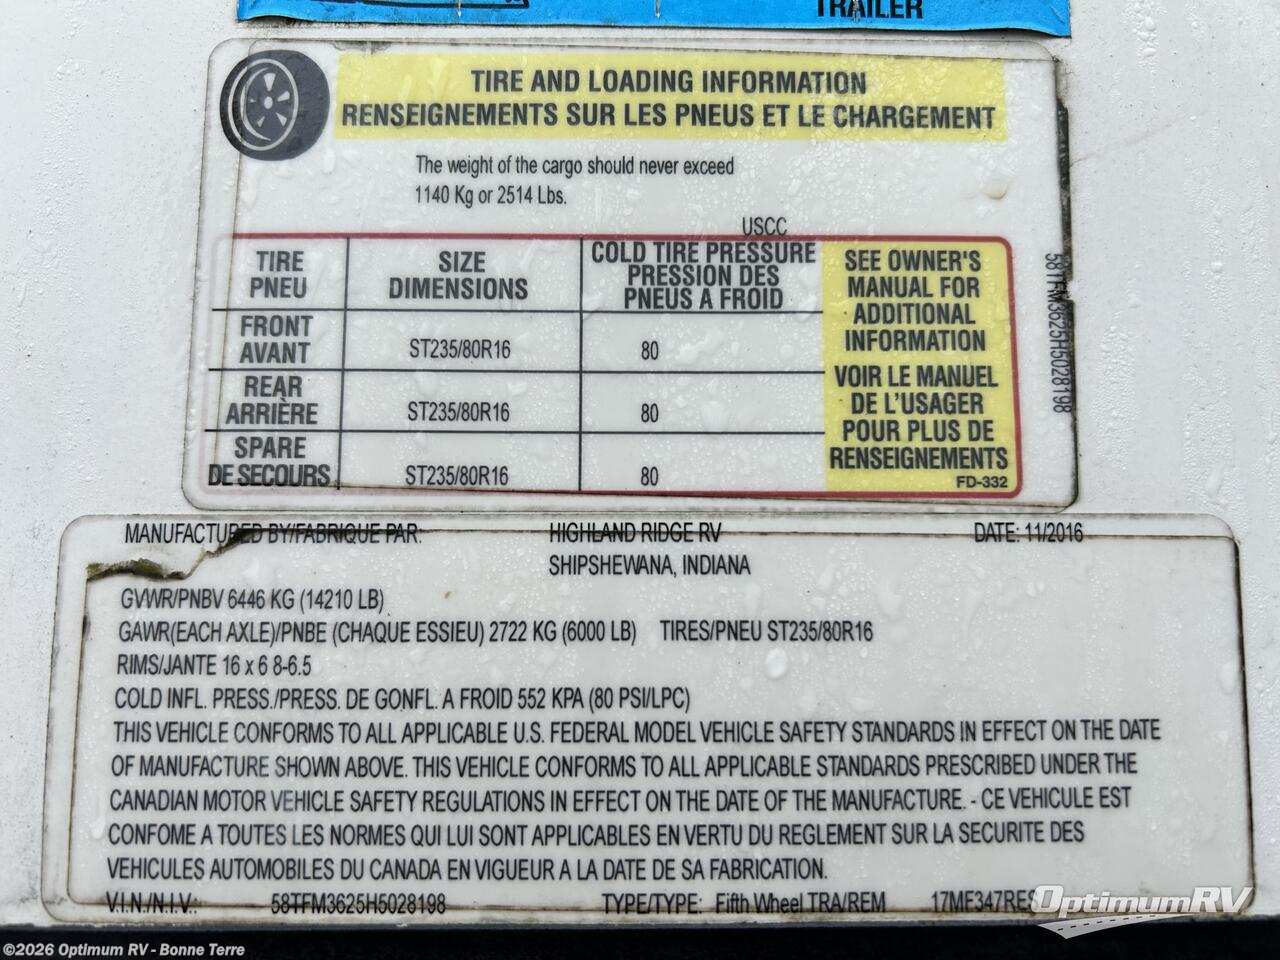 TRAILER
TIRE AND LOADING INFORMATION
RENSEIGNEMENTS SUR LES PNEUS ET LE CHARGEMENT
The weight of the cargo should never exceed
1140 Kg or 2514 Lbs.
USCC
TIRE
PNEU
SIZE
DIMENSIONS
COLD TIRE PRESSURE
PRESSION DES
PNEUS A FROID
FRONT
AVANT
ST235/80R16
80
REAR
ARRIÈRE
ST235/80R16
80
SPARE
DE SECOURS
ST235/80R16
80
SEE OWNER'S
MANUAL FOR
ADDITIONAL
INFORMATION
VOIR LE MANUEL
DE L'USAGER
POUR PLUS DE
RENSEIGNEMENTS
FD-332
58TFM3625H5028198
MANUFACTURED BY/FABRIQUE PAR: HIGHLAND RIDGE RV DATE: 11/2016
SHIPSHEWANA, INDIANA
GVWR/PNBV 6446 KG (14210 LB)
GAWR(EACH AXLE)/PNBE (CHAQUE ESSIEU) 2722 KG (6000 LB) TIRES/PNEU ST235/80R16
RIMS/JANTE 16 x 6 8-6.5
COLD INFL. PRESS./PRESS. DE GONFL. A FROID 552 KPA (80 PSI/LPC)
THIS VEHICLE CONFORMS TO ALL APPLICABLE U.S. FEDERAL MODEL VEHICLE SAFETY STANDARDS IN EFFECT ON THE DATE
OF MANUFACTURE SHOWN ABOVE. THIS VEHICLE CONFORMS TO ALL APPLICABLE STANDARDS PRESCRIBED UNDER THE
CANADIAN MOTOR VEHICLE SAFETY REGULATIONS IN EFFECT ON THE DATE OF THE MANUFACTURE. - CE VEHICULE EST
CONFOME A TOUTES LES NORMES QUI LUI SONT APPLICABLES EN VERTU DU REGLEMENT SUR LA SECURITE DES
VEHICULES AUTOMOBILES DU CANADA EN VIGUEUR A LA DATE DE SA FABRICATION.
V.I.N./N.I.V.: 58TFM3625H5028198 TYPE/TYPE: Fifth Wheel TRA/REM 17MF347RES
OptimumRV
©2026 Optimum RV - Bonne Terre